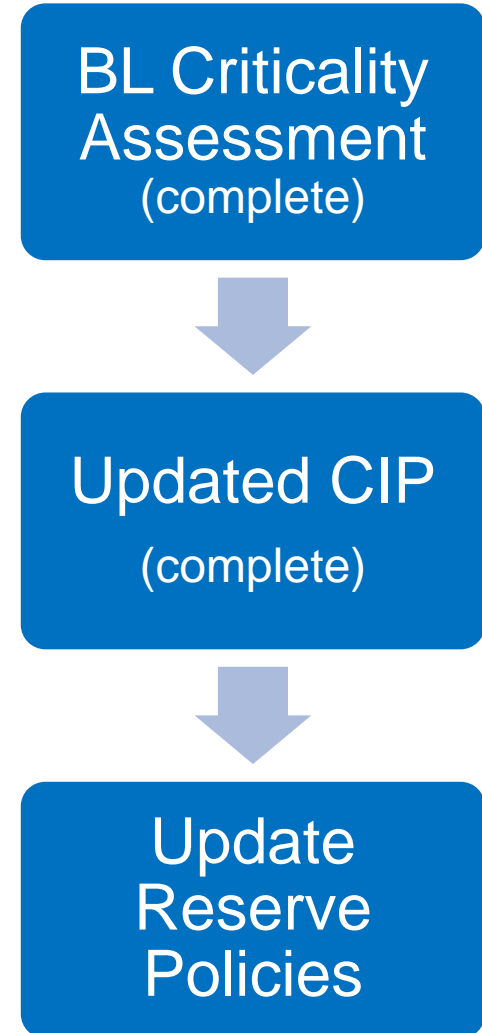 BL Criticality
Assessment
(complete)
Updated CIP
(complete)
Update
Reserve
Policies